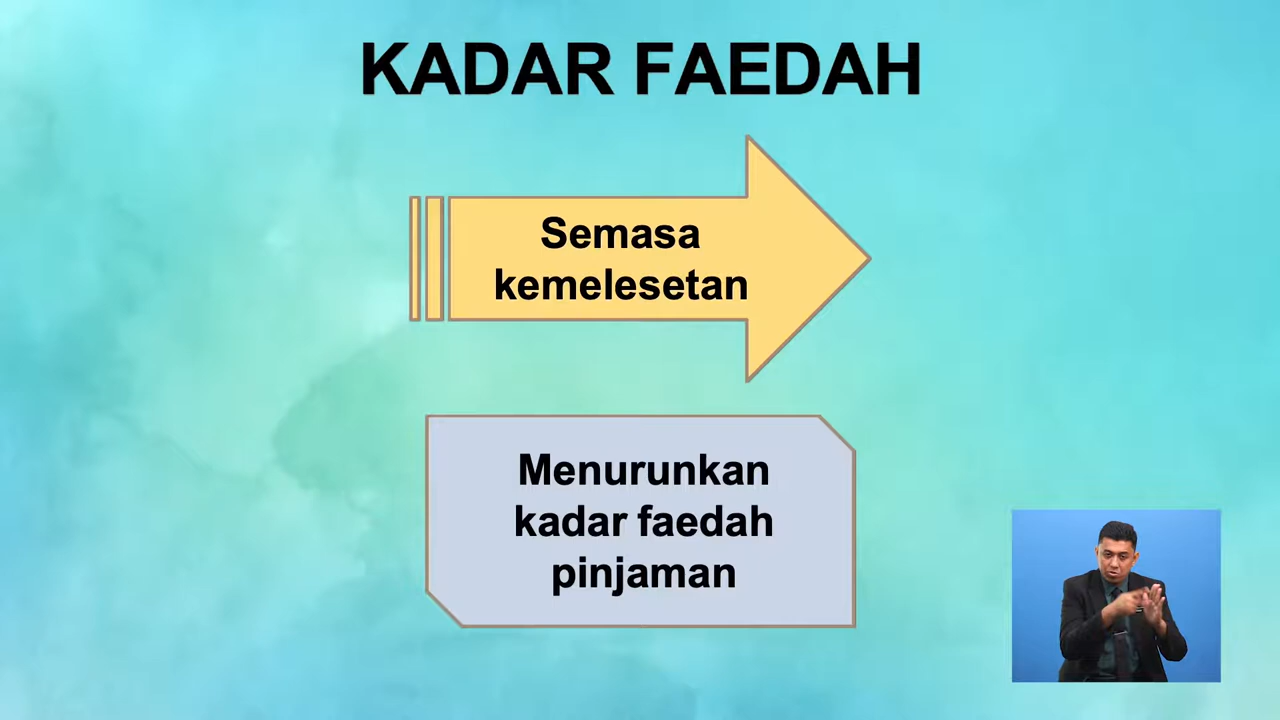 KADAR FAEDAH
Semasa
kemelesetan
Menurunkan
kadar faedah
pinjaman